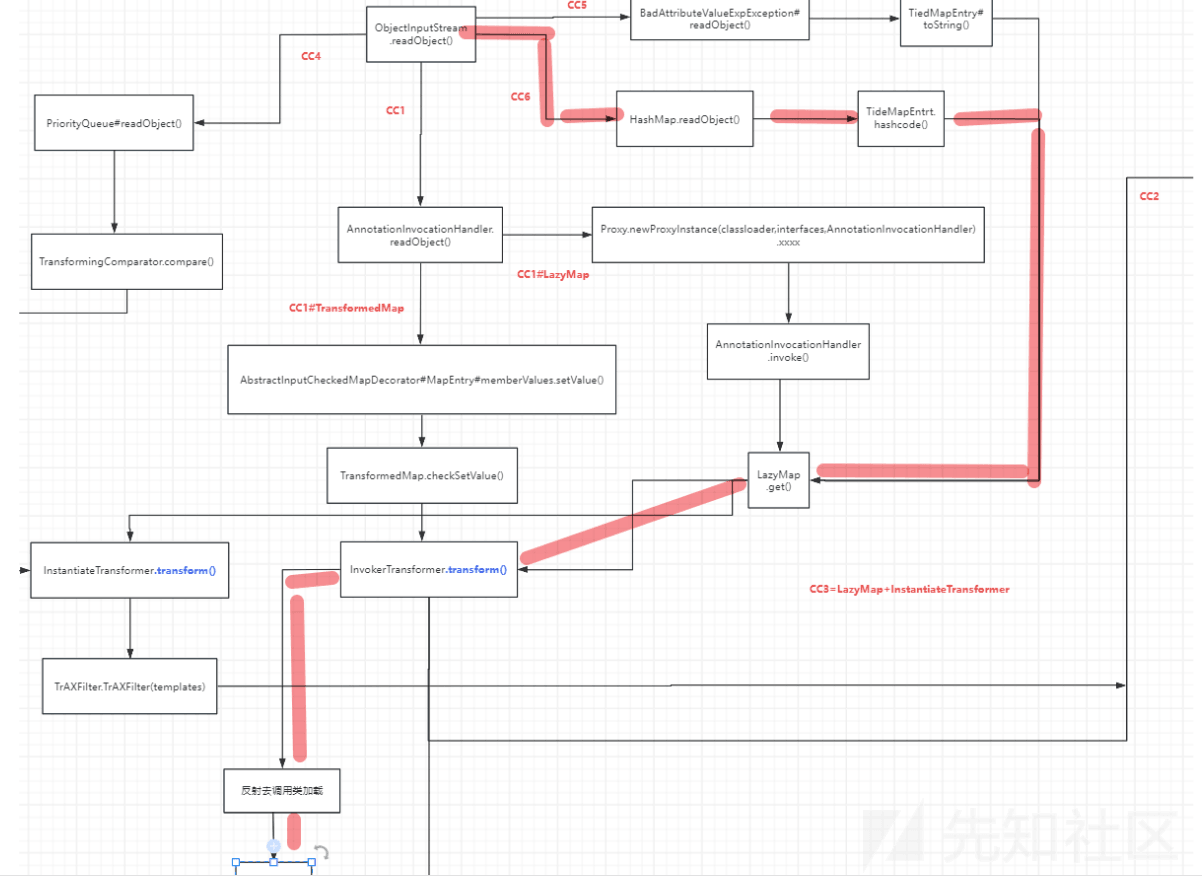 CC5
BadAttributeValueExpException#
readObject()
TiedMapEntry#
toString()
ObjectInputStream
.readObject()
CC4
CC6
CC1
PriorityQueue#readObject()
HashMap.readObject()
TideMapEntrt.
hashcode()
CC2
AnnotationInvocationHandler.
readObject()
Proxy.newProxyInstance(classloader,interfaces,AnnotationInvocationHandler)
.xxxx
TransformingComparator.compare()
CC1#LazyMap
CC1#TransformedMap
AnnotationInvocationHandler
.invoke()
AbstractInputCheckedMapDecorator#MapEntry#memberValues.setValue()
TransformedMap.checkSetValue()
LazyMap
.get()
InstantiateTransformer.transform()
InvokerTransformer.transform()
CC3=LazyMap+InstantiateTransformer
TrAXFilter.TrAXFilter(templates)
反射去调用类加载
先知社区